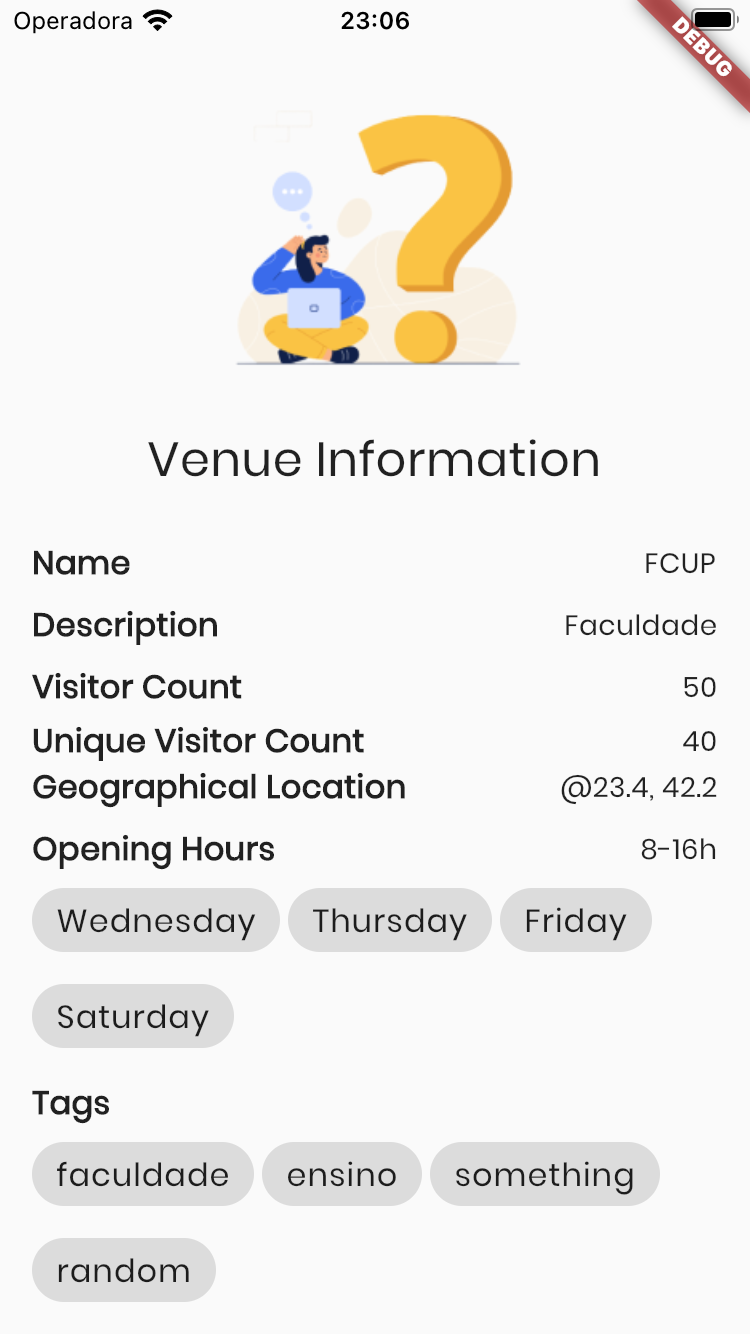 Operadora 23:06
DEBUG
Venue Information
Name FCUP
Description Faculdade
Visitor Count 50
Unique Visitor Count 40
Geographical Location @23.4, 42.2
Opening Hours 8-16h
Wednesday Thursday Friday
Saturday
Tags
faculdade ensino something
random